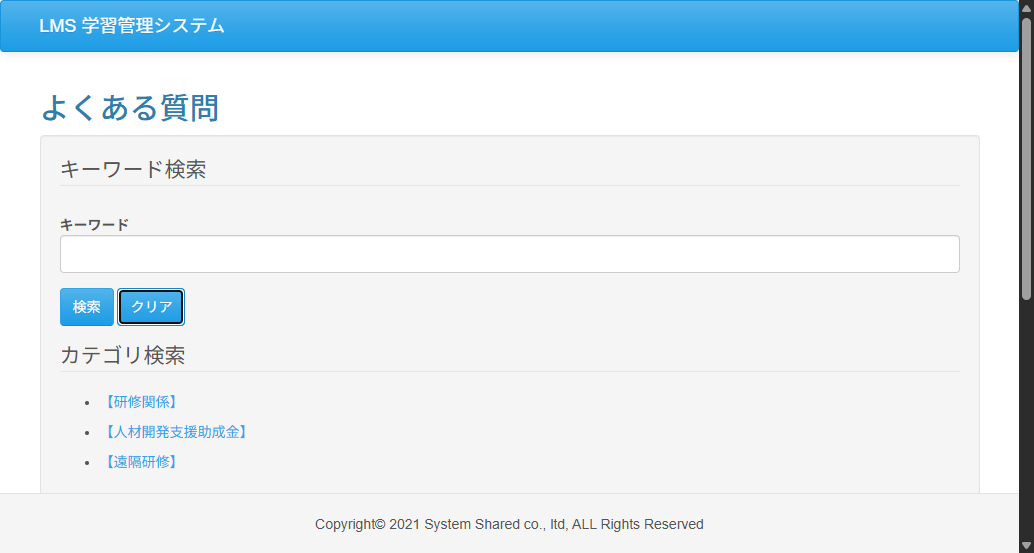 LMS 学習管理システム
よくある質問
キーワード検索
キーワード
検索 クリア
カテゴリ検索
【研修関係】
【人材開発支援助成金】
【遠隔研修】
Copyright© 2021 System Shared co., ltd, ALL Rights Reserved